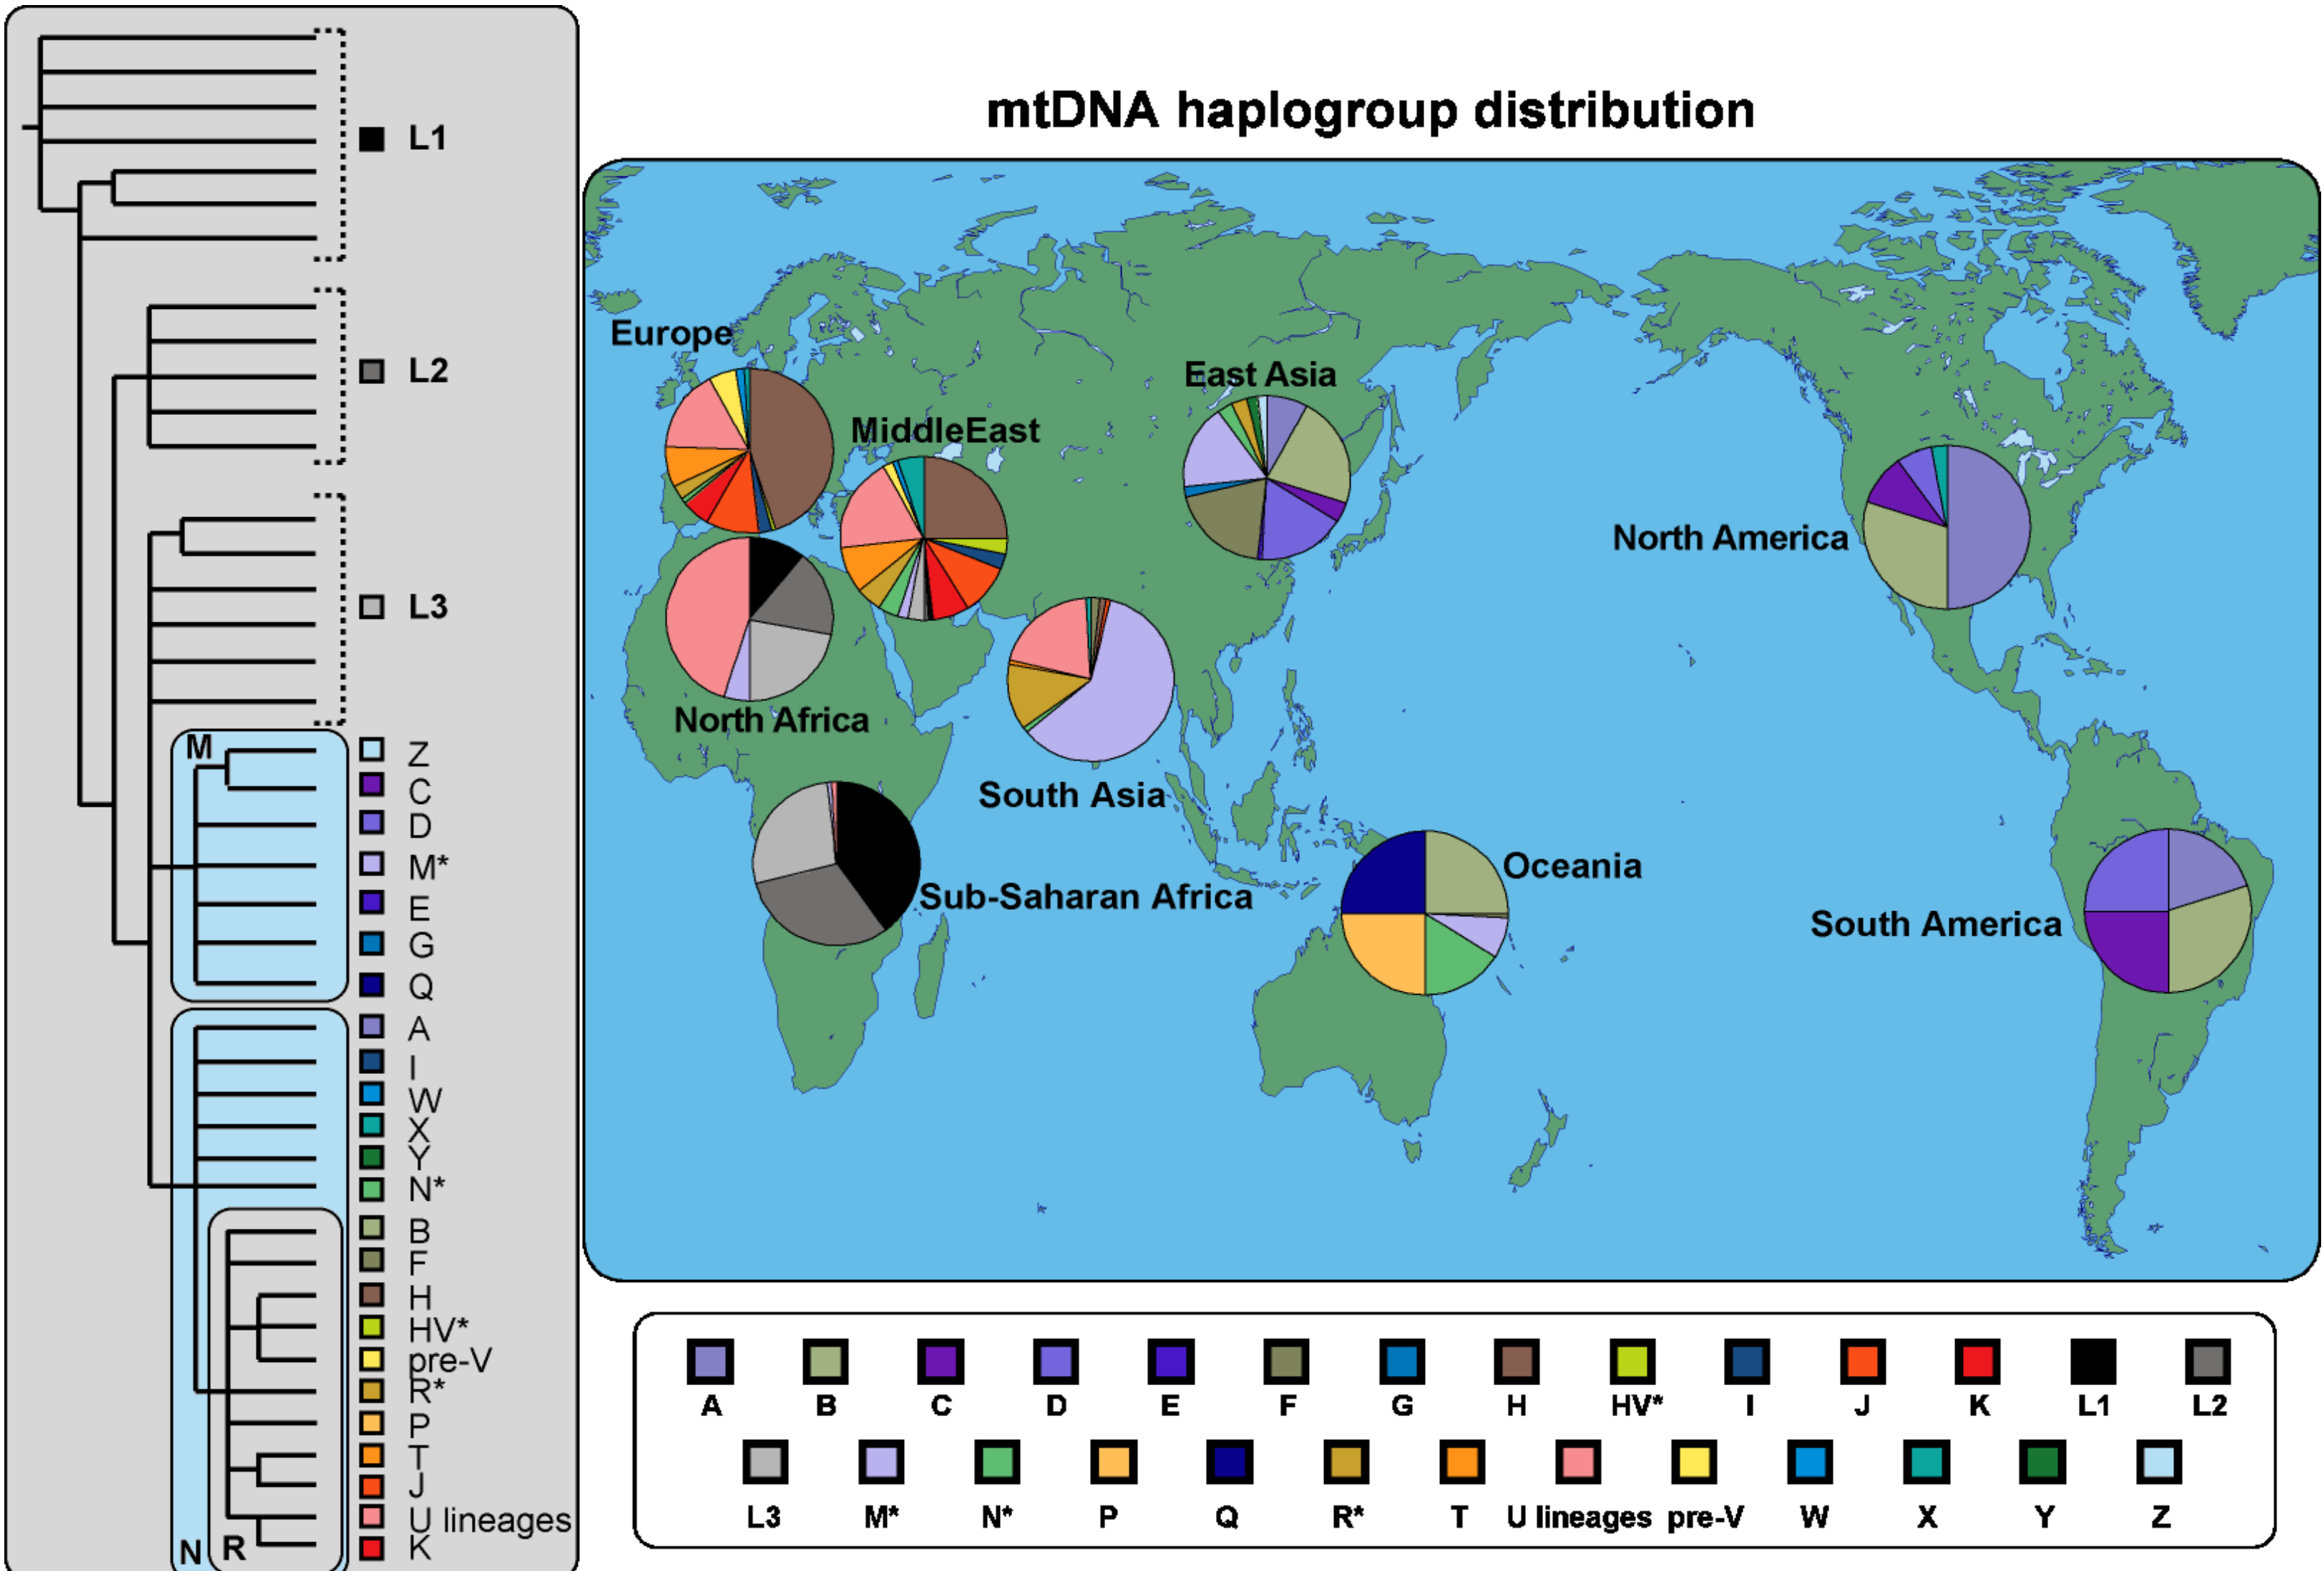 mtDNA haplogroup distribution
L1
L2
L3
M
Z
C
D
M*
E
G
Q
A
I
W
X
Y
N*
B
F
H
HV*
pre-V
R*
P
T
J
U lineages
K
N R
Europe
MiddleEast
East Asia
North America
North Africa
South Asia
Sub-Saharan Africa
Oceania
South America
A B C D E F G H HV* I J K L1 L2
L3 M* N* P Q R* T U lineages pre-V W X Y Z